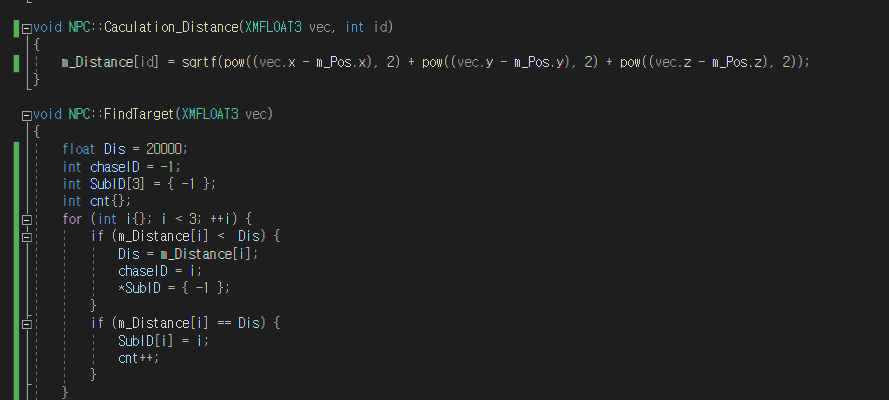 void NPC::Caculation_Distance(XMFLOAT3 vec, int id)
{
m_Distance[id] = sqrtf(pow((vec.x - m_Pos.x), 2) + pow((vec.y - m_Pos.y), 2) + pow((vec.z - m_Pos.z), 2));
}
void NPC::FindTarget(XMFLOAT3 vec)
{
float Dis = 20000;
int chaseID = -1;
int SubID[3] = { -1 };
int cnt{};
for (int i{}; i < 3; ++i) {
if (m_Distance[i] <  Dis) {
Dis = m_Distance[i];
chaseID = i;
*SubID = { -1 };
}
if (m_Distance[i] == Dis) {
SubID[i] = i;
cnt++;
}
}